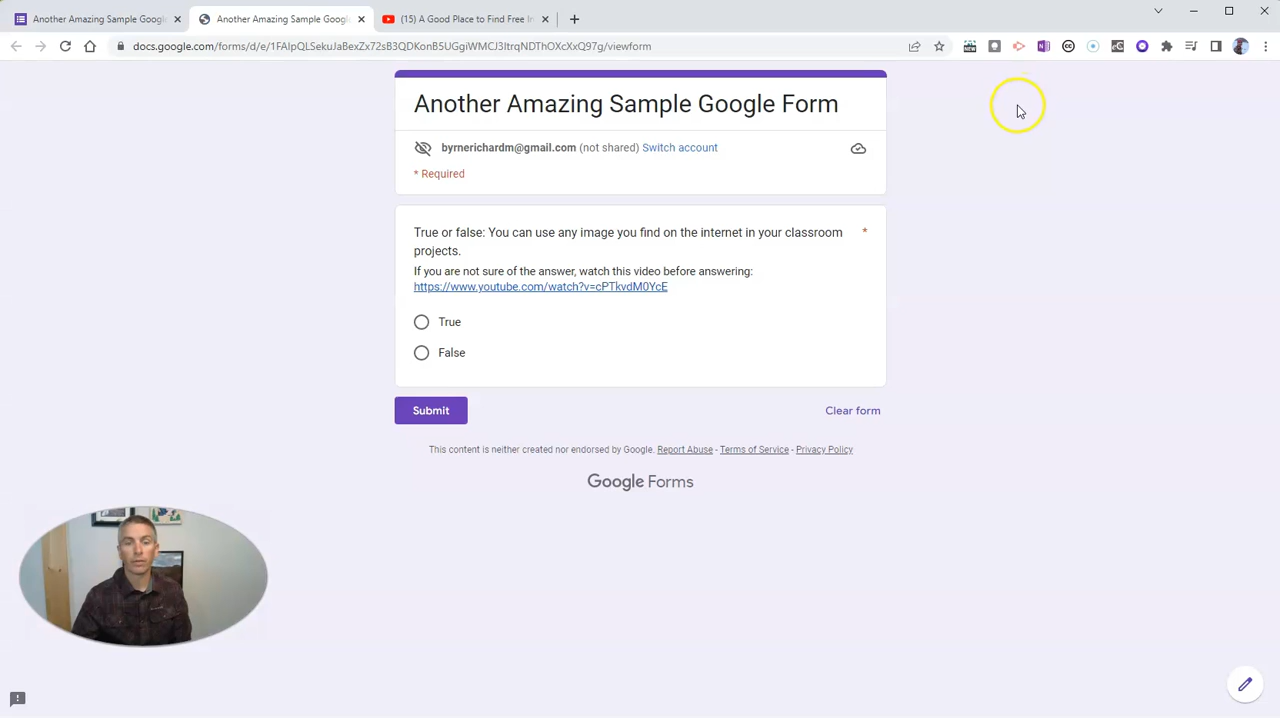 Another Amazing Sample Google
Another Amazing Sample Google
(15) A Good Place to Find Free I
docs.google.com/forms/d/e/1FAIpQLSekuJaBexZx72sB3QDKonB5UGgiWMCJ3ltrqNDThOXcXxQ97g/viewform
Another Amazing Sample Google Form
byrnerichardm@gmail.com (not shared) Switch account
* Required
True or false: You can use any image you find on the internet in your classroom *
projects.
If you are not sure of the answer, watch this video before answering:
https://www.youtube.com/watch?v=cPTkvdM0YcE
True
False
Submit
Clear form
This content is neither created nor endorsed by Google. Report Abuse - Terms of Service - Privacy Policy
Google Forms